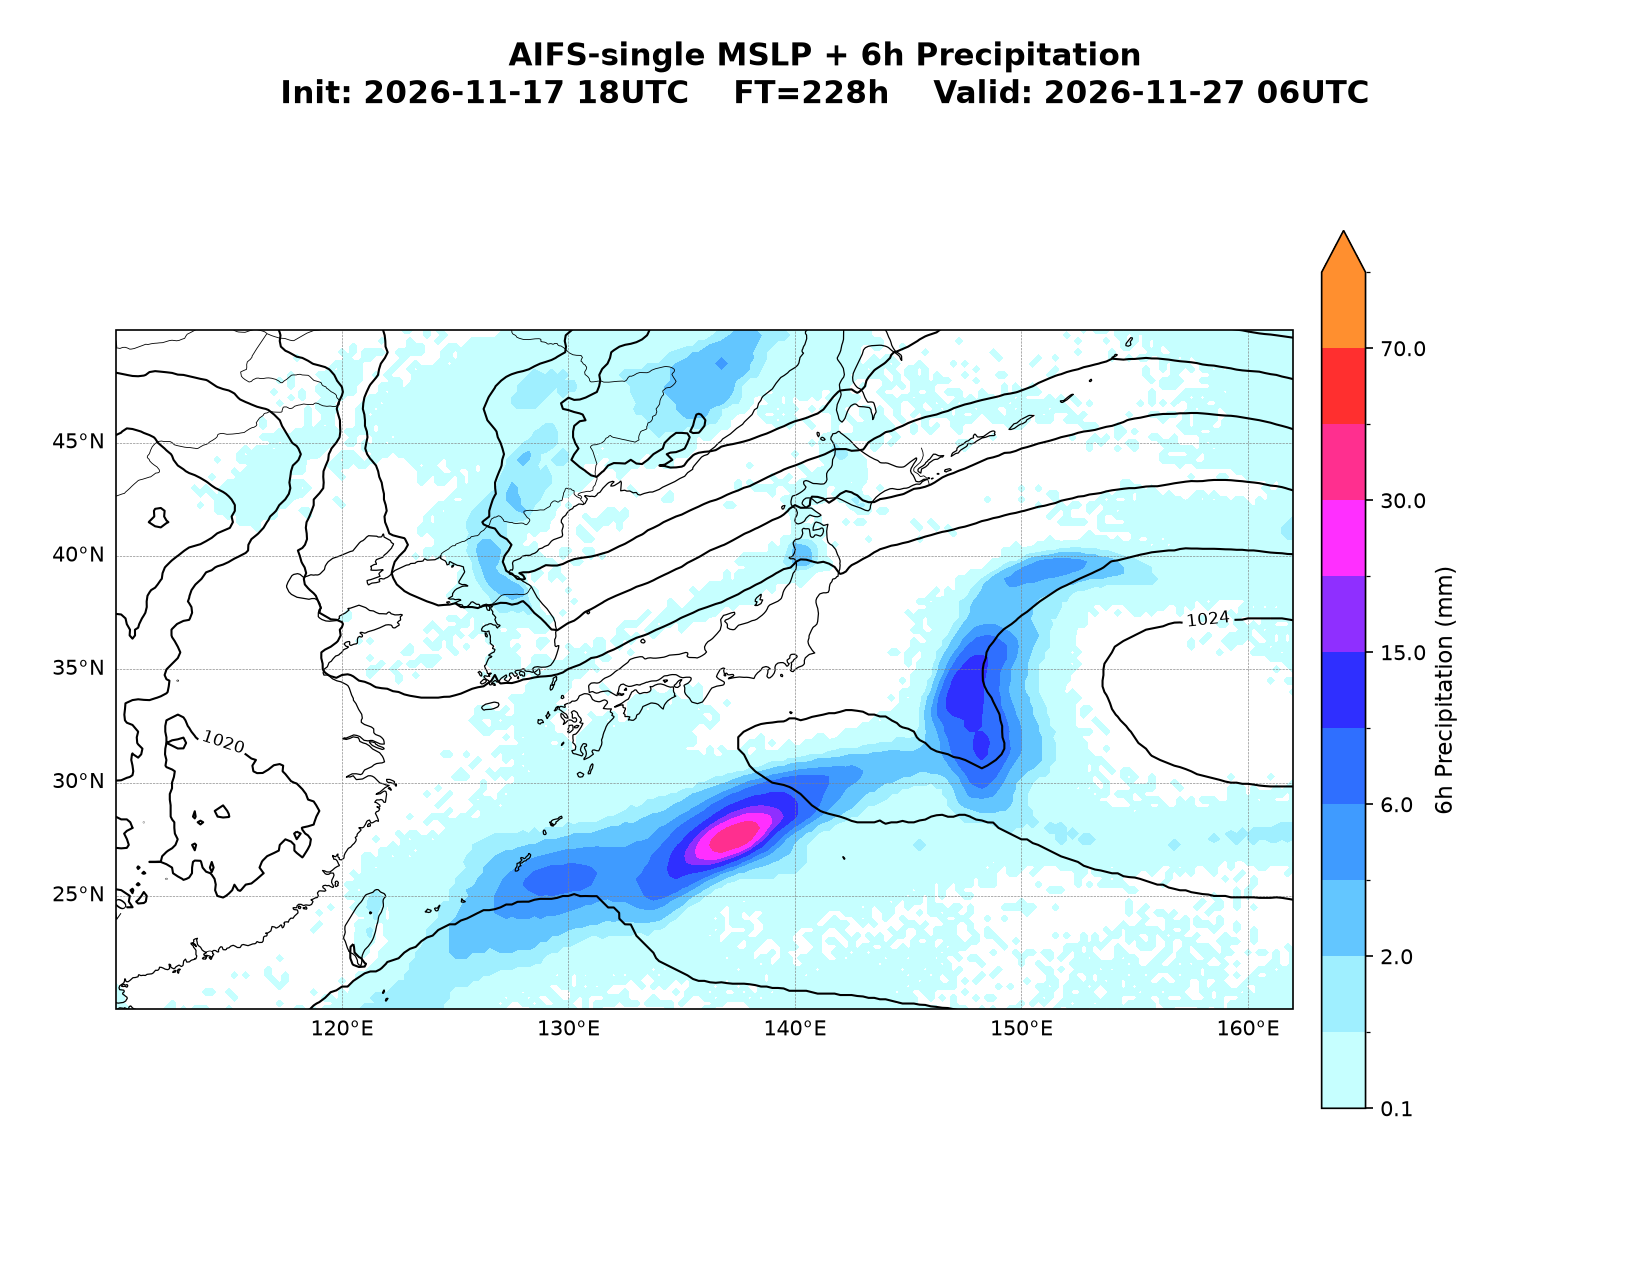 AIFS-single MSLP + 6h Precipitation
Init: 2026-11-17 18UTC    FT=228h    Valid: 2026-11-27 06UTC
70.0
30.0
15.0
6.0
2.0
0.1
6h Precipitation (mm)
45°N
40°N
35°N
30°N
25°N
1024
1020
120°E
130°E
140°E
150°E
160°E